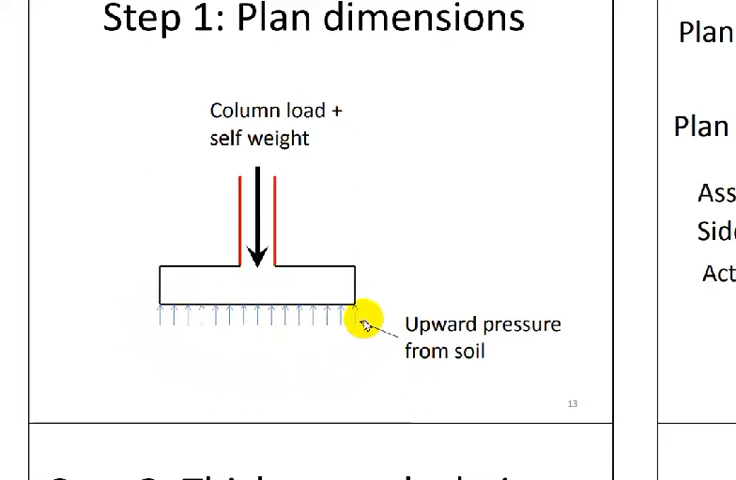 Step 1: Plan dimensions
Column load +
self weight
Upward pressure
from soil
13
Plan
Plan
Ass
Side
Act